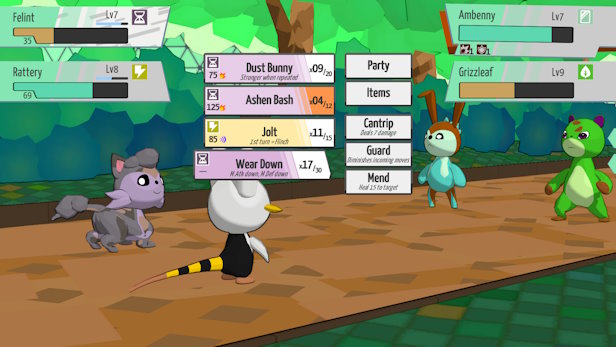 Felint Lv7
35
Rattery Lv8
69
75 Dust Bunny x09/20
Stronger when repeated
125 Ashen Bash x04/12
85 Jolt x11/15
1st turn = Flinch
Wear Down x17/30
M.Atk down, M.Def down
Party
Items
Cantrip
Deals 7 damage
Guard
Diminishes incoming moves
Mend
Heal 15 to target
Ambenny Lv7
Grizzleaf Lv9